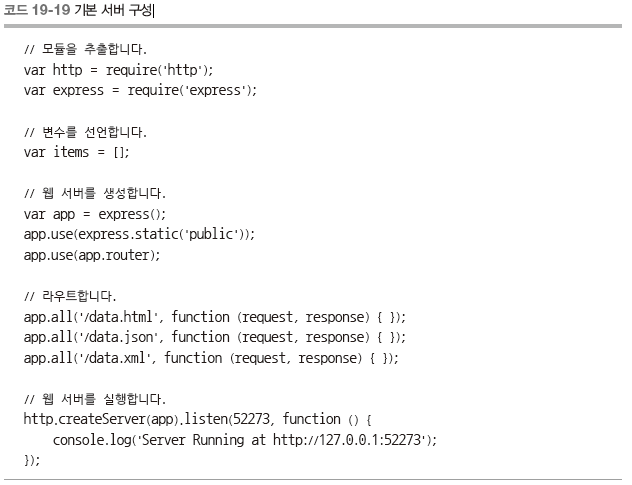 코드 19-19 기본 서버 구성
// 모듈을 추출합니다.
var http = require('http');
var express = require('express');
// 변수를 선언합니다.
var items = [];
// 웹 서버를 생성합니다.
var app = express();
app.use(express.static('public'));
app.use(app.router);
// 라우트합니다.
app.all('/data.html', function (request, response) { });
app.all('/data.json', function (request, response) { });
app.all('/data.xml', function (request, response) { });
// 웹 서버를 실행합니다.
http.createServer(app).listen(52273, function () {
    console.log('Server Running at http://127.0.0.1:52273');
});